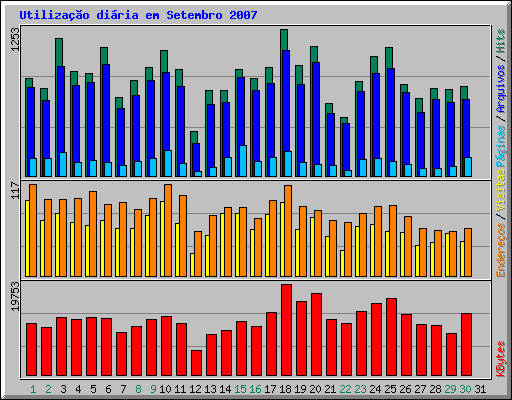 Utilização diária em Setembro 2007
1253
117
19753
Hits / Arquivos / Páginas / Visitas / Endereços
KBytes
1 2 3 4 5 6 7 8 9 10 11 12 13 14 15 16 17 18 19 20 21 22 23 24 25 26 27 28 29 30 31